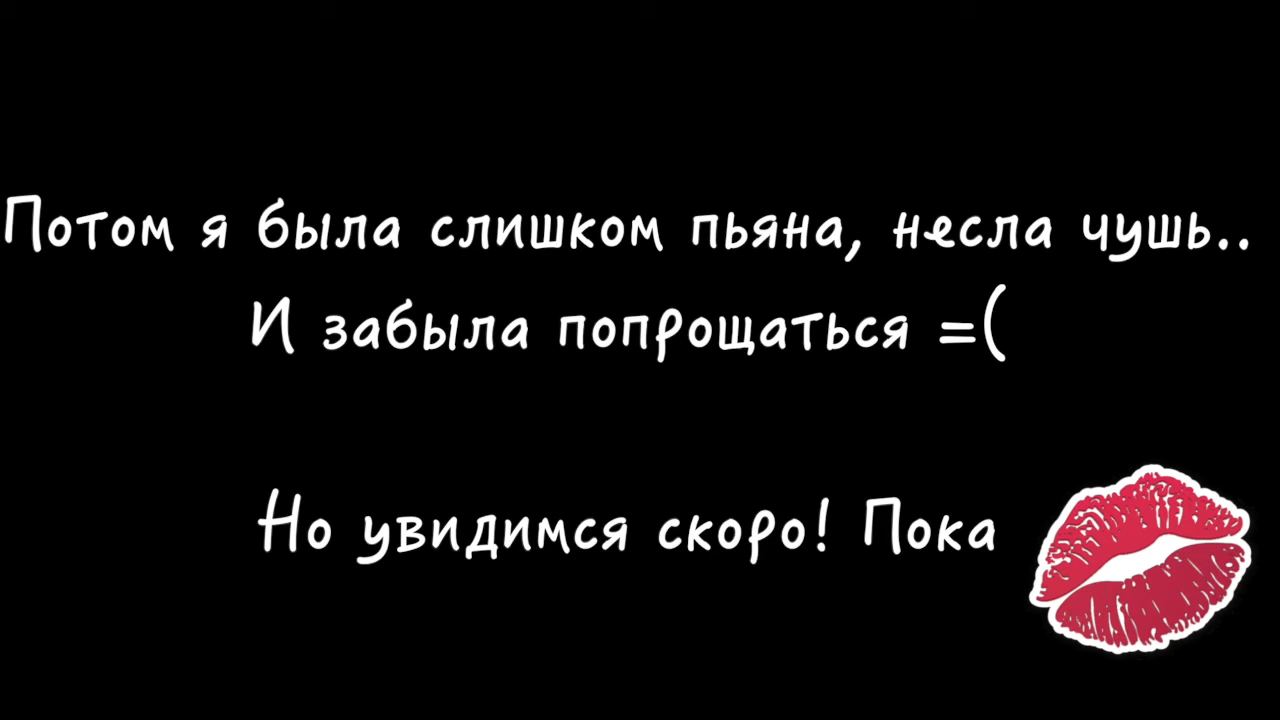 Потом я была слишком пьяна, несла чушь..
И забыла попрощаться =(
Но увидимся скоро! Пока